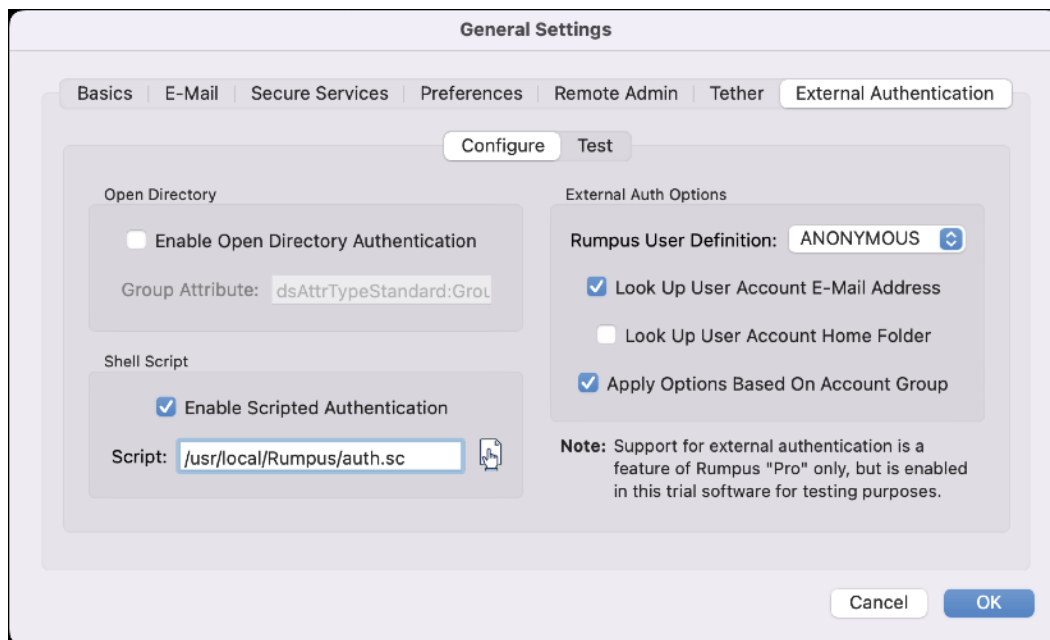 General Settings
Basics E-Mail Secure Services Preferences Remote Admin Tether External Authentication
Configure Test
Open Directory
Enable Open Directory Authentication
Group Attribute: dsAttrTypeStandard:Grou
Shell Script
Enable Scripted Authentication
Script: /usr/local/Rumpus/auth.sc
External Auth Options
Rumpus User Definition: ANONYMOUS
Look Up User Account E-Mail Address
Look Up User Account Home Folder
Apply Options Based On Account Group
Note: Support for external authentication is a
feature of Rumpus "Pro" only, but is enabled
in this trial software for testing purposes.
Cancel OK